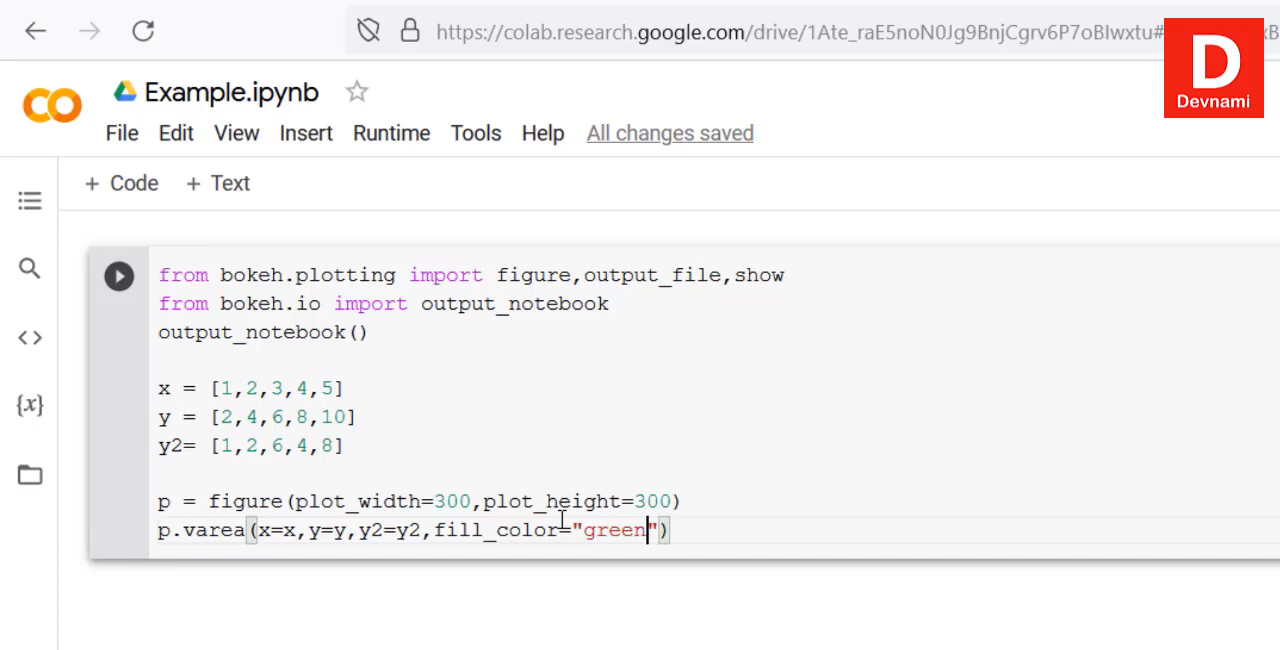 https://colab.research.google.com/drive/1Ate_raE5noN0Jg9BnjCgrv6P7oBIwxtu#
D
Devnami
CO
Example.ipynb
File Edit View Insert Runtime Tools Help All changes saved
+ Code + Text
<>
{x}
from bokeh.plotting import figure,output_file,show
from bokeh.io import output_notebook
output_notebook()
x = [1,2,3,4,5]
y = [2,4,6,8,10]
y2= [1,2,6,4,8]
p = figure(plot_width=300,plot_height=300)
p.varea(x=x,y=y,y2=y2,fill_color="green")